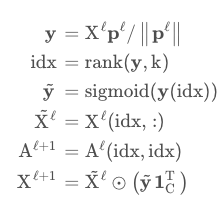 y = X^ℓ p^ℓ / ‖ p^ℓ ‖
idx = rank(y, k)
ỹ = sigmoid(y(idx))
X̃^ℓ = X^ℓ(idx, :)
A^{ℓ+1} = A^ℓ(idx, idx)
X^{ℓ+1} = X̃^ℓ ⊙ (ỹ 1_C^T)